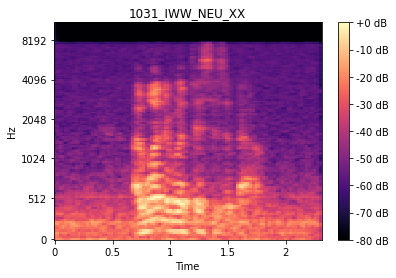 1031_IWW_NEU_XX
Hz
8192
4096
2048
1024
512
0
0
0.5
1
1.5
2
Time
+0 dB
-10 dB
-20 dB
-30 dB
-40 dB
-50 dB
-60 dB
-70 dB
-80 dB